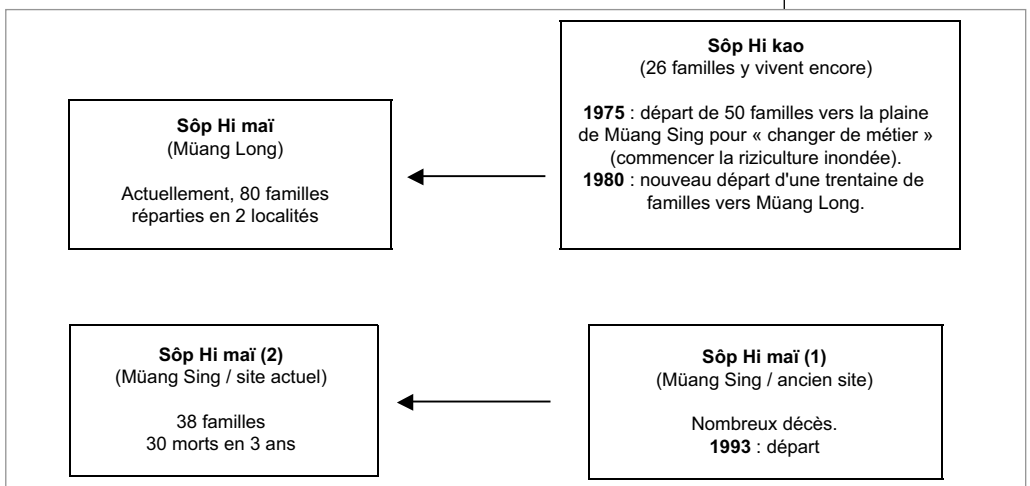 Sôp Hi kao
(26 familles y vivent encore)
1975 : départ de 50 familles vers la plaine
de Müang Sing pour « changer de métier »
(commencer la riziculture inondée).
1980 : nouveau départ d'une trentaine de
familles vers Müang Long.
Sôp Hi maï
(Müang Long)
Actuellement, 80 familles
réparties en 2 localités
Sôp Hi maï (2)
(Müang Sing / site actuel)
38 familles
30 morts en 3 ans
Sôp Hi maï (1)
(Müang Sing / ancien site)
Nombreux décès.
1993 : départ